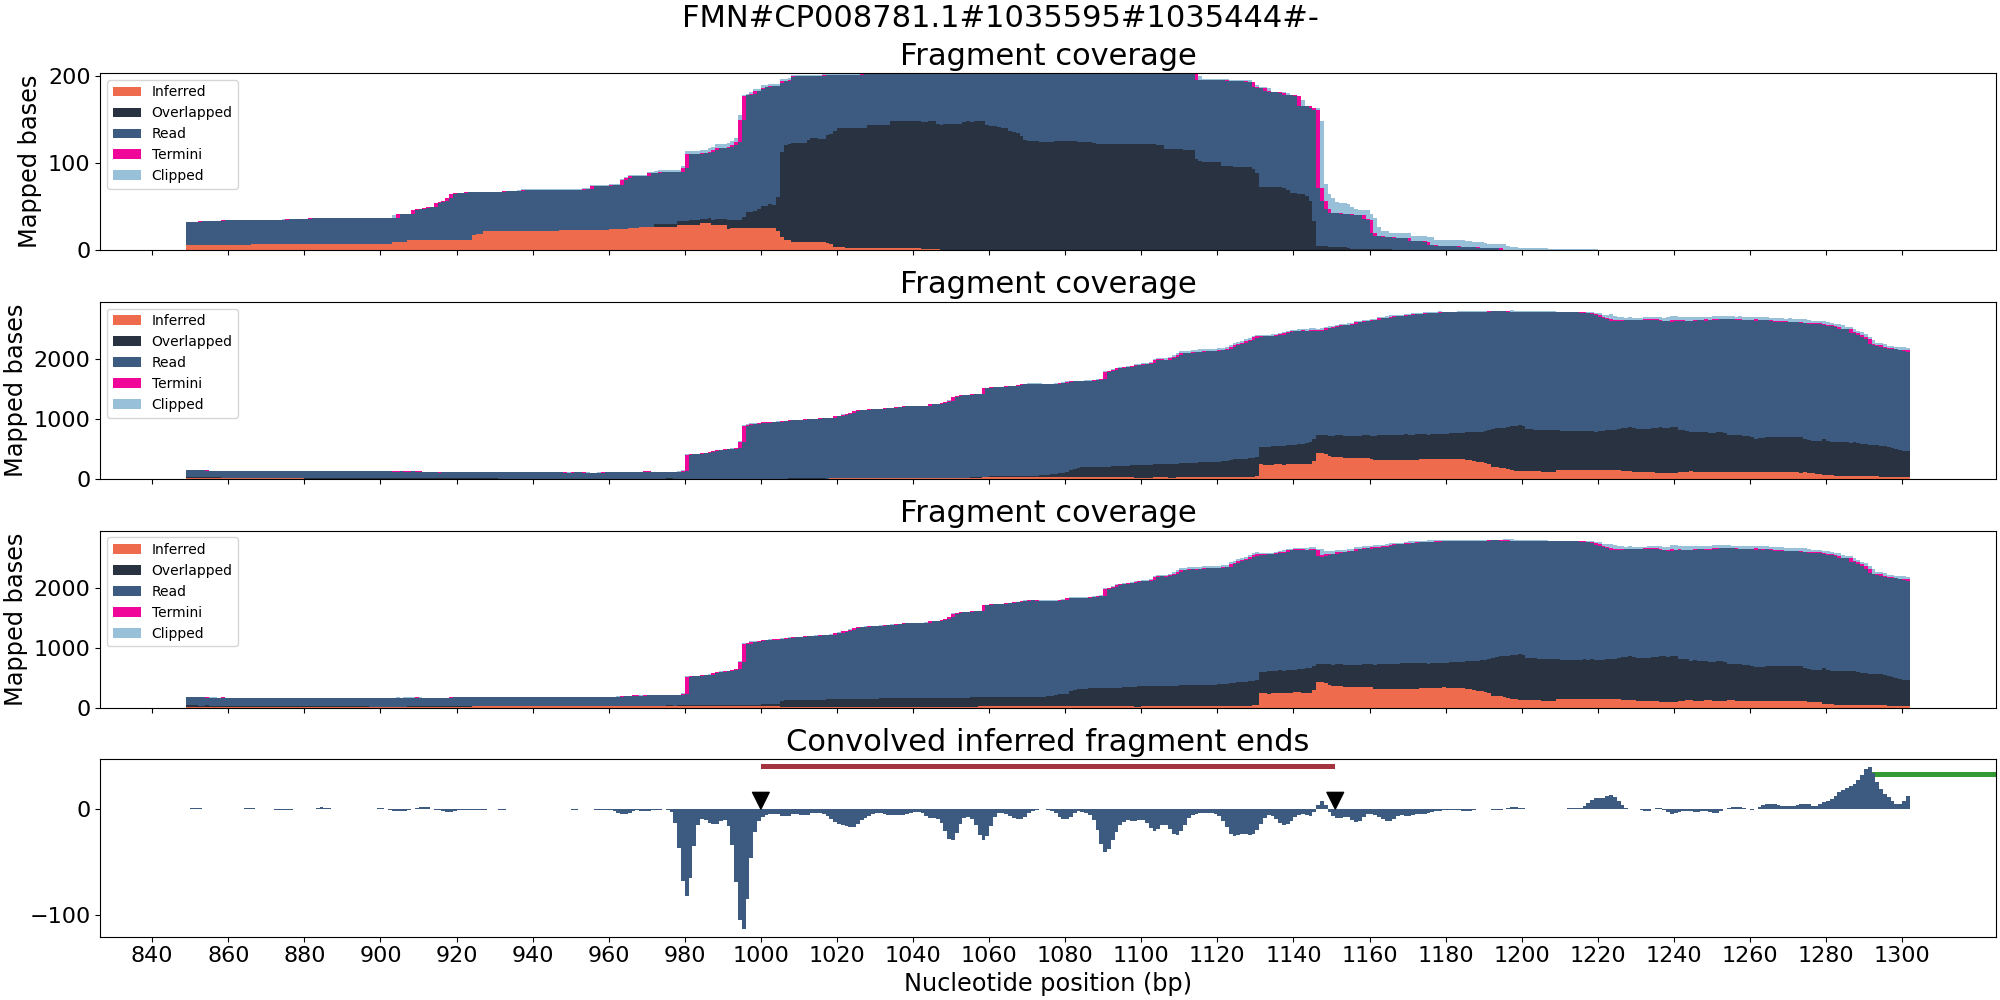 FMN#CP008781.1#1035595#1035444#-
Fragment coverage
Mapped bases
200
100
0
Inferred
Overlapped
Read
Termini
Clipped
Fragment coverage
Mapped bases
2000
1000
0
Inferred
Overlapped
Read
Termini
Clipped
Fragment coverage
Mapped bases
2000
1000
0
Inferred
Overlapped
Read
Termini
Clipped
Convolved inferred fragment ends
0
−100
840 860 880 900 920 940 960 980 1000 1020 1040 1060 1080 1100 1120 1140 1160 1180 1200 1220 1240 1260 1280 1300
Nucleotide position (bp)